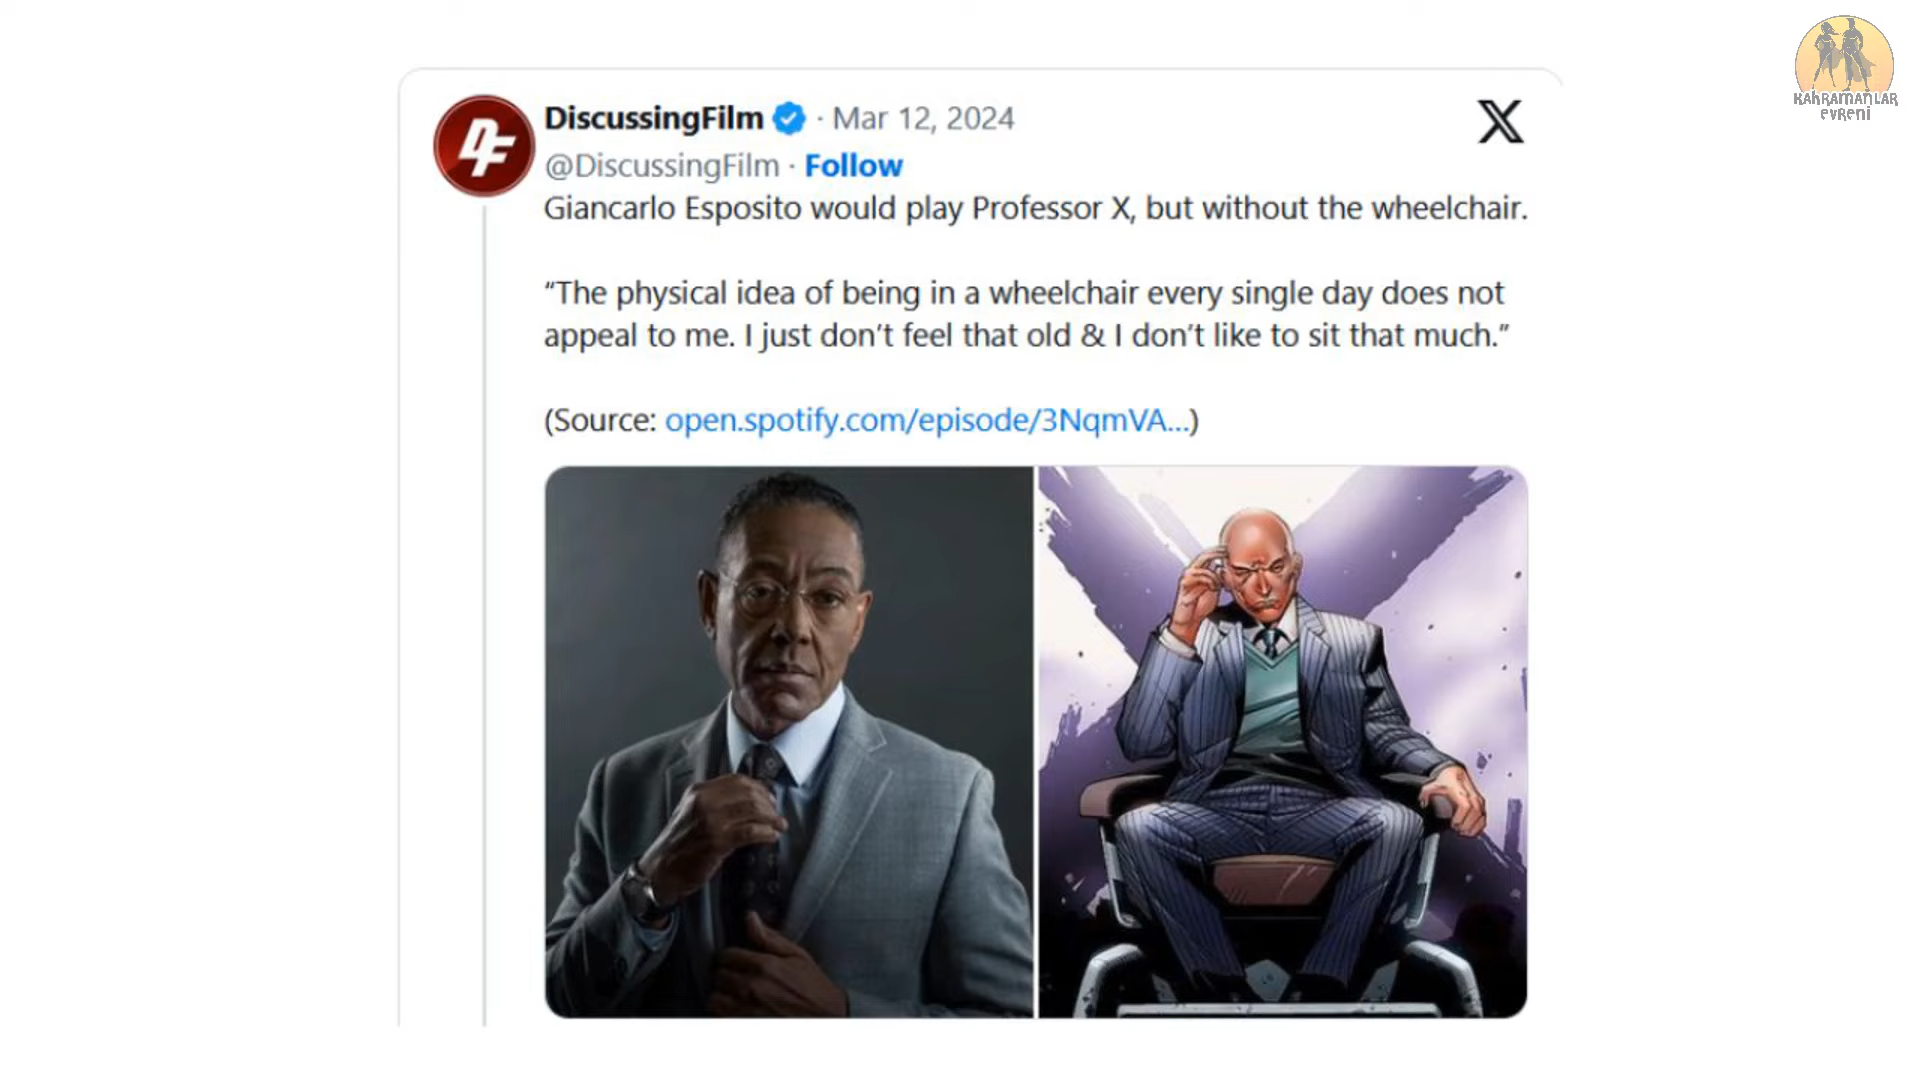 KAHRAMANLAR
EVRENİ
DF
DiscussingFilm · Mar 12, 2024
@DiscussingFilm · Follow
Giancarlo Esposito would play Professor X, but without the wheelchair.
“The physical idea of being in a wheelchair every single day does not
appeal to me. I just don’t feel that old & I don’t like to sit that much.”
(Source: open.spotify.com/episode/3NqmVA...)